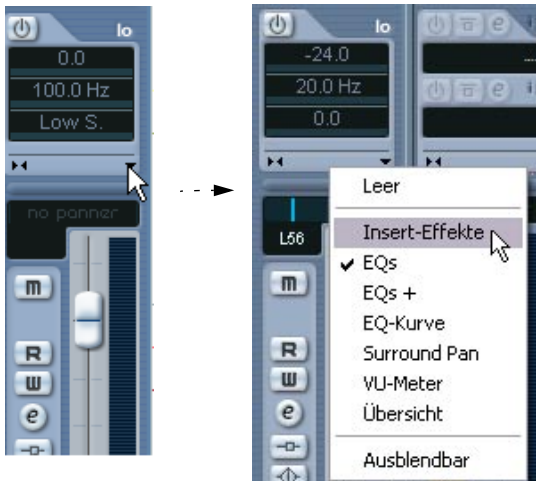 lo
0.0
100.0 Hz
Low S.
no panner
m
R
W
e
lo
-24.0
20.0 Hz
0.0
L56
m
R
W
e
e
e
Leer
Insert-Effekte
EQs
EQs +
EQ-Kurve
Surround Pan
VU-Meter
Übersicht
Ausblendbar